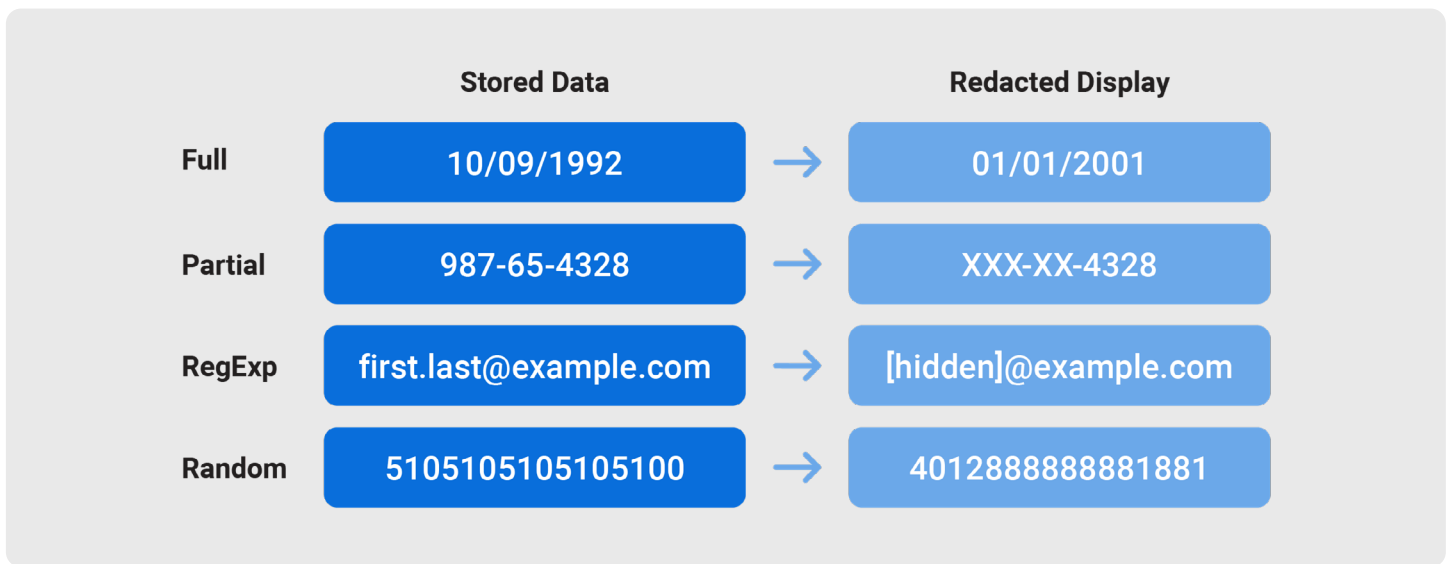 Stored Data Redacted Display
Full 10/09/1992 → 01/01/2001
Partial 987-65-4328 → XXX-XX-4328
RegExp first.last@example.com → [hidden]@example.com
Random 5105105105105100 → 4012888888881881